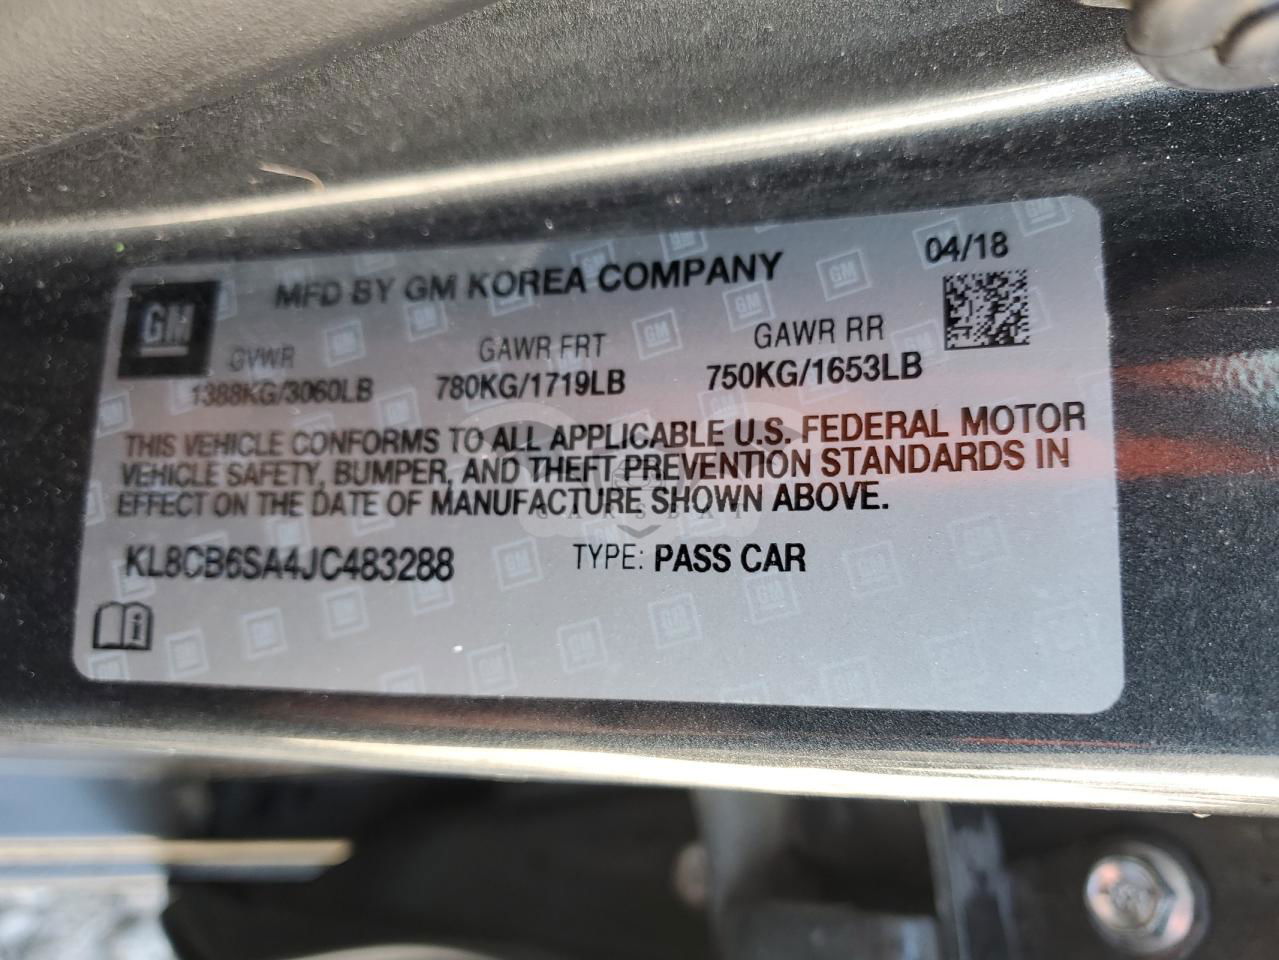 04/18
GM MFD BY GM KOREA COMPANY
GVWR GAWR FRT GAWR RR
1388KG/3060LB 780KG/1719LB 750KG/1653LB
THIS VEHICLE CONFORMS TO ALL APPLICABLE U.S. FEDERAL MOTOR
VEHICLE SAFETY, BUMPER, AND THEFT PREVENTION STANDARDS IN
EFFECT ON THE DATE OF MANUFACTURE SHOWN ABOVE.
KL8CB6SA4JC483288 TYPE: PASS CAR